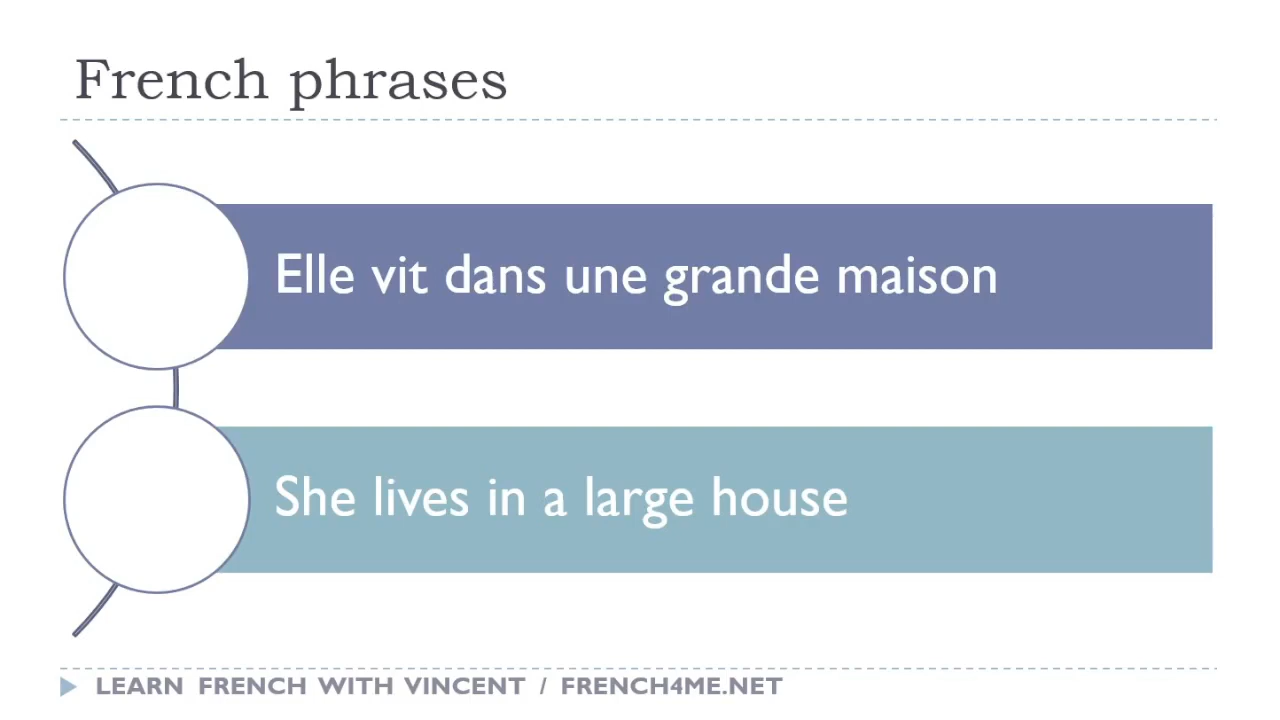 French phrases
Elle vit dans une grande maison
She lives in a large house
LEARN FRENCH WITH VINCENT / FRENCH4ME.NET